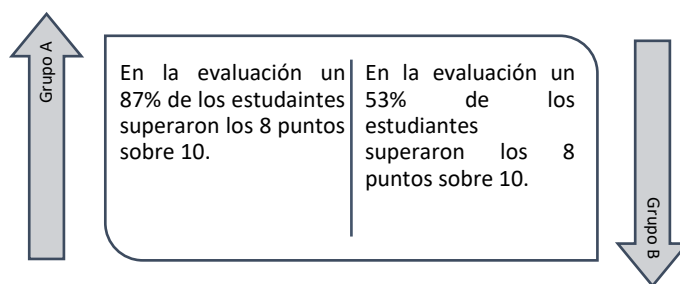 Grupo A
En la evaluación un
87% de los estudaintes
superaron los 8 puntos
sobre 10.
En la evaluación un
53% de los
estudiantes
superaron los 8
puntos sobre 10.
Grupo B